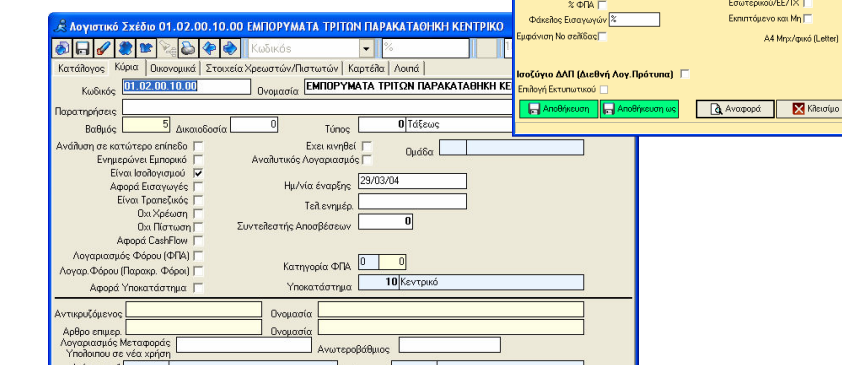 Λογιστικό Σχέδιο 01.02.00.10.00 ΕΜΠΟΡΥΜΑΤΑ ΤΡΙΤΩΝ ΠΑΡΑΚΑΤΑΘΗΚΗ ΚΕΝΤΡΙΚΟ
Κωδικός %
Κατάλογος Κύρια Οικονομικά Στοιχεία Χρεωστών/Πιστωτών Καρτέλα Λοιπά
Κωδικός 01.02.00.10.00 Ονομασία ΕΜΠΟΡΥΜΑΤΑ ΤΡΙΤΩΝ ΠΑΡΑΚΑΤΑΘΗΚΗ ΚΕ
Παρατηρήσεις
Βαθμός 5 Δικαιοδοσία 0 Τύπος 0 Τάξεως
Ανάλυση σε κατώτερο επίπεδο Εχει κινηθεί Ομάδα
Ενημερώνει Εμπορικό Αναλυτικός Λογαριασμός
Είναι Ισολογισμού
Αφορά Εισαγωγές Ημ/νία έναρξης 29/03/04
Είναι Τραπεζικός Τελ.ενημέρ.
Οχι Χρέωση
Οχι Πίστωση Συντελεστής Αποσβέσεων 0
Αφορά CashFlow
Λογαριασμός Φόρου (ΦΠΑ)
Λογαρ.Φόρου (Παρακρ. Φόροι) Κατηγορία ΦΠΑ 0 0
Αφορά Υποκατάστημα Υποκατάστημα 10 Κεντρικό
Αντικρυζόμενος Ονομασία
Αρθρο επιμερ. Ονομασία
Λογαριασμός Μεταφοράς
Υπολοιπου σε νέα χρήση Ανωτεροβάθμιος
% ΦΠΑ Εσωτερικού/ΕΕ/ΤΧ
Φάκελος Εισαγωγών % Εκπιπτόμενο και Μη
Εμφάνιση Νο σελίδας Α4 Μηχ/φικό (Letter)
Ισοζύγιο ΔΛΠ (Διεθνή Λογ.Πρότυπα)
Επιλογή Εκτυπωτικού
Αποθήκευση Αποθήκευση ως Αναφορά Κλεισίμο